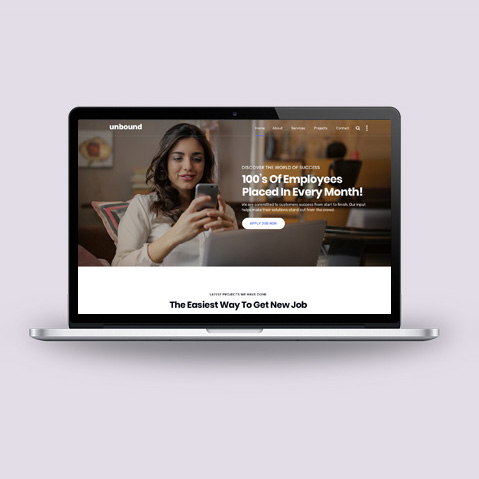 unbound
Home About Services Projects Contact
DISCOVER THE WORLD OF SUCCESS
100's Of Employees
Placed In Every Month!
We are committed to customers success from start to finish. Our input
helps make their solutions stand out from the crowd.
APPLY JOB NOW
LATEST PROJECTS WE HAVE DONE
The Easiest Way To Get New Job